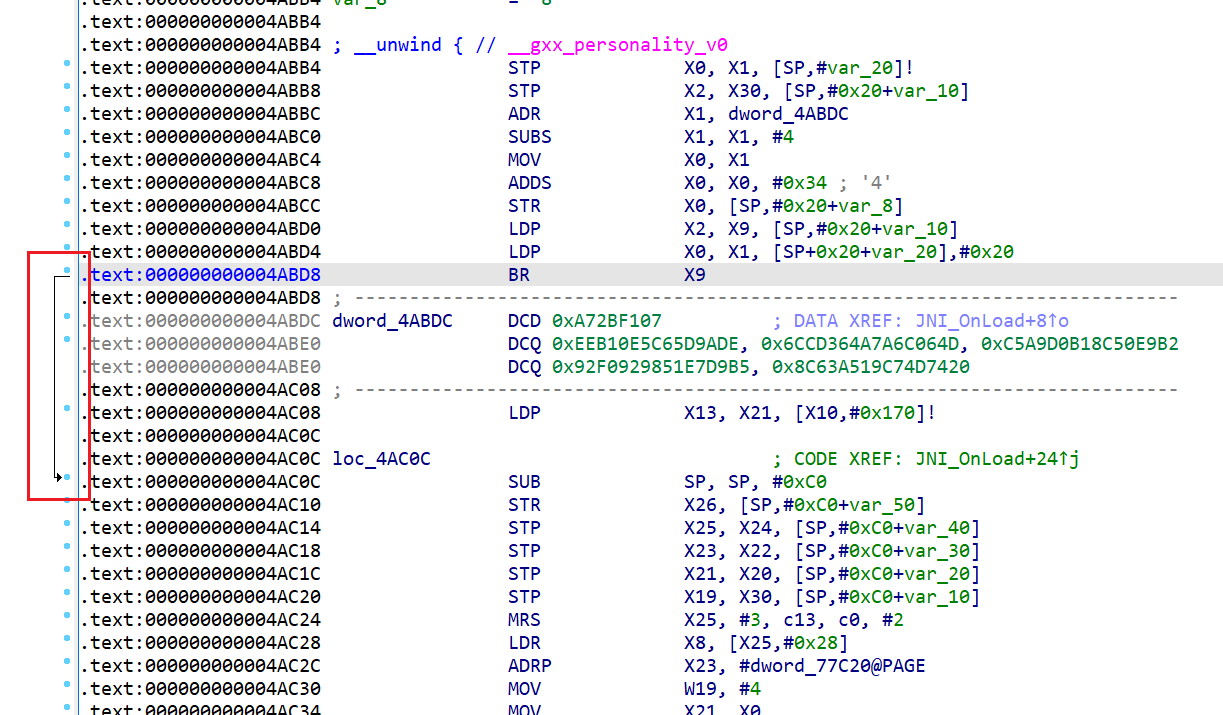 .text:000000000004ABB4 var_8 = -8
.text:000000000004ABB4
.text:000000000004ABB4 ; __unwind { // __gxx_personality_v0
.text:000000000004ABB4 STP X0, X1, [SP,#var_20]!
.text:000000000004ABB8 STP X2, X30, [SP,#0x20+var_10]
.text:000000000004ABBC ADR X1, dword_4ABDC
.text:000000000004ABC0 SUBS X1, X1, #4
.text:000000000004ABC4 MOV X0, X1
.text:000000000004ABC8 ADDS X0, X0, #0x34 ; '4'
.text:000000000004ABCC STR X0, [SP,#0x20+var_8]
.text:000000000004ABD0 LDP X2, X9, [SP,#0x20+var_10]
.text:000000000004ABD4 LDP X0, X1, [SP+0x20+var_20],#0x20
.text:000000000004ABD8 BR X9
.text:000000000004ABD8 ; ---------------------------------------------------------------------------
.text:000000000004ABDC dword_4ABDC DCD 0xA72BF107 ; DATA XREF: JNI_OnLoad+8↑o
.text:000000000004ABE0 DCQ 0xEEB10E5C65D9ADE, 0x6CCD364A7A6C064D, 0xC5A9D0B18C50E9B2
.text:000000000004ABE0 DCQ 0x92F0929851E7D9B5, 0x8C63A519C74D7420
.text:000000000004AC08 ; ---------------------------------------------------------------------------
.text:000000000004AC08 LDP X13, X21, [X10,#0x170]!
.text:000000000004AC0C
.text:000000000004AC0C loc_4AC0C ; CODE XREF: JNI_OnLoad+24↑j
.text:000000000004AC0C SUB SP, SP, #0xC0
.text:000000000004AC10 STR X26, [SP,#0xC0+var_50]
.text:000000000004AC14 STP X25, X24, [SP,#0xC0+var_40]
.text:000000000004AC18 STP X23, X22, [SP,#0xC0+var_30]
.text:000000000004AC1C STP X21, X20, [SP,#0xC0+var_20]
.text:000000000004AC20 STP X19, X30, [SP,#0xC0+var_10]
.text:000000000004AC24 MRS X25, #3, c13, c0, #2
.text:000000000004AC28 LDR X8, [X25,#0x28]
.text:000000000004AC2C ADRP X23, #dword_77C20@PAGE
.text:000000000004AC30 MOV W19, #4
.text:000000000004AC34 MOV X21, X0